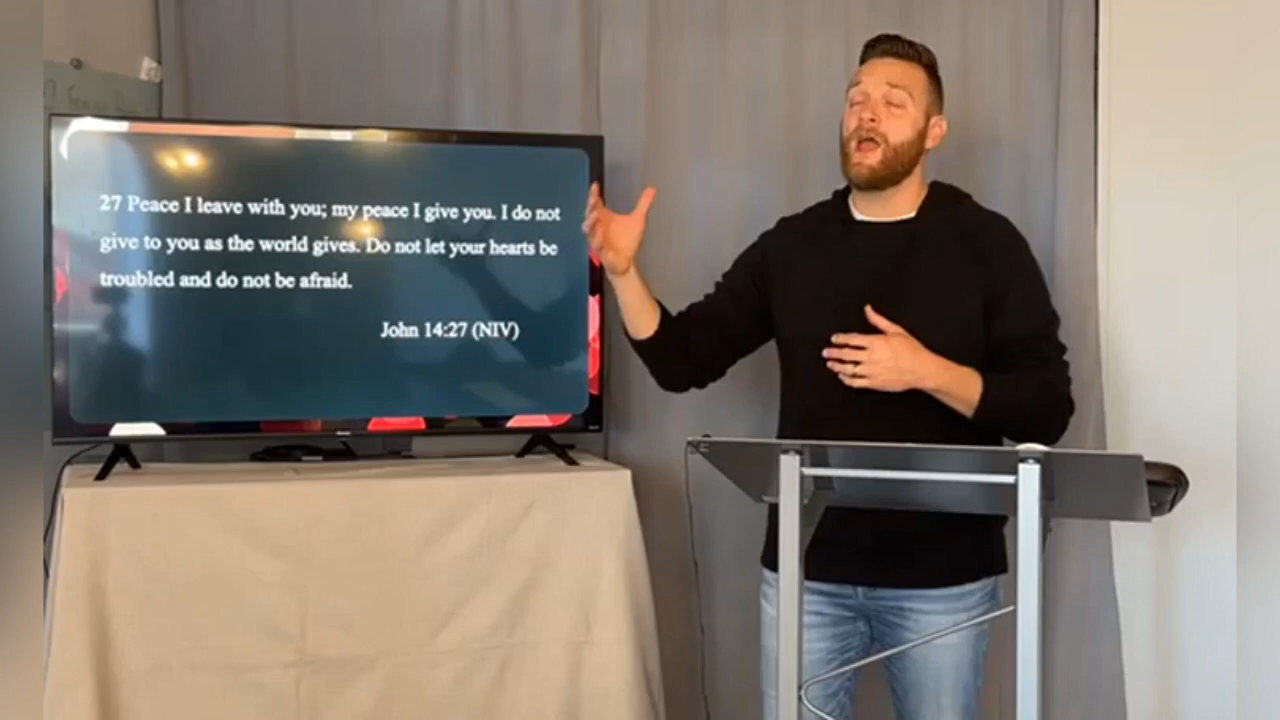 27 Peace I leave with you; my peace I give you. I do not
give to you as the world gives. Do not let your hearts be
troubled and do not be afraid.
John 14:27 (NIV)